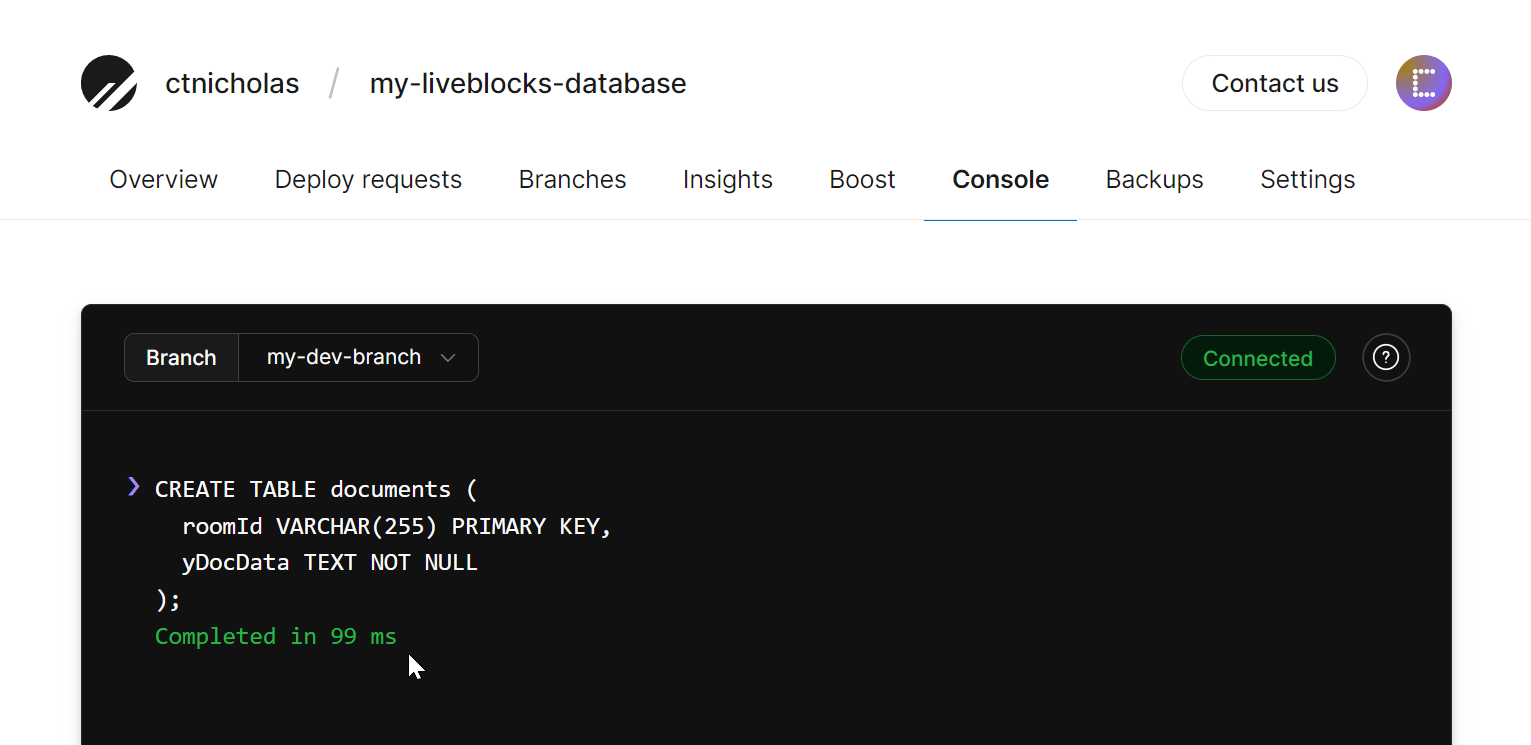 ctnicholas / my-liveblocks-database Contact us
Overview Deploy requests Branches Insights Boost Console Backups Settings
Branch my-dev-branch Connected ?
❯ CREATE TABLE documents (
  roomId VARCHAR(255) PRIMARY KEY,
  yDocData TEXT NOT NULL
);
Completed in 99 ms